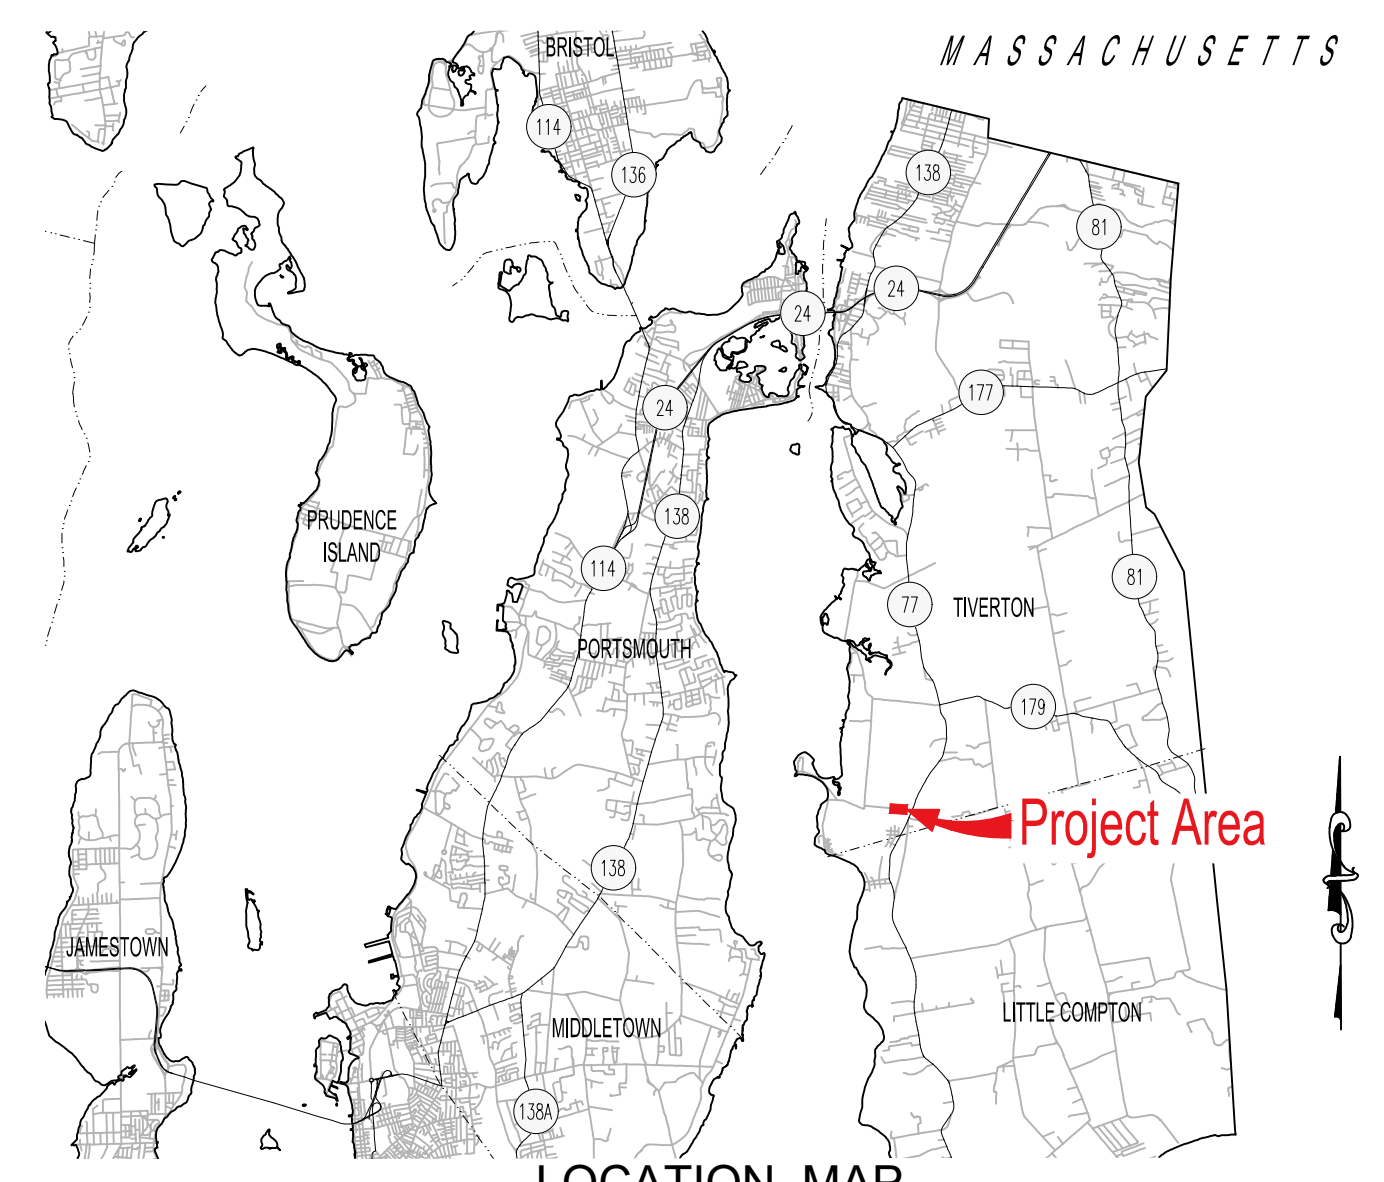 BRISTOL
MASSACHUSETTS
114
138
136
81
24
24
177
24
138
PRUDENCE
ISLAND
114
81
77
TIVERTON
PORTSMOUTH
179
Project Area
138
JAMESTOWN
LITTLE COMPTON
MIDDLETOWN
138A
LOCATION MAP